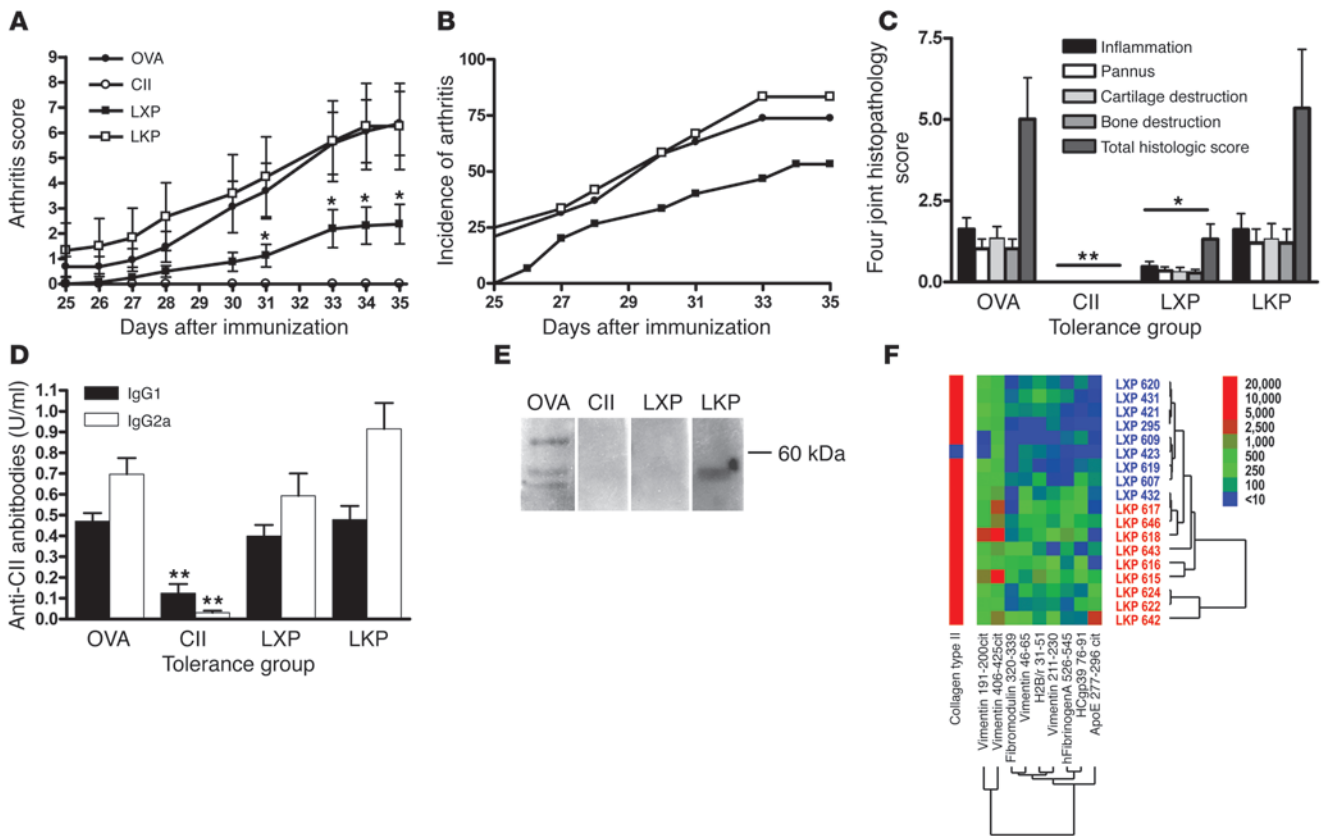 A
Arthritis score
9
8
7
6
5
4
3
2
1
0
OVA
CII
LXP
LKP
*
* * *
25 26 27 28 29 30 31 32 33 34 35
Days after immunization
B
Incidence of arthritis
100
75
50
25
0
25 27 29 31 33 35
Days after immunization
C
Four joint histopathology
score
7.5
5.0
2.5
0.0
Inflammation
Pannus
Cartilage destruction
Bone destruction
Total histologic score
**
*
OVA CII LXP LKP
Tolerance group
D
Anti-CII anbitbodies (U/ml)
1.1
1.0
0.9
0.8
0.7
0.6
0.5
0.4
0.3
0.2
0.1
0.0
IgG1
IgG2a
** **
OVA CII LXP LKP
Tolerance group
E
OVA CII LXP LKP
60 kDa
F
LXP 620
LXP 431
LXP 421
LXP 295
LXP 609
LXP 423
LXP 619
LXP 607
LXP 432
LKP 617
LKP 646
LKP 618
LKP 643
LKP 616
LKP 615
LKP 624
LKP 622
LKP 642
20,000
10,000
5,000
2,500
1,000
500
250
100
<10
Collagen type II
Vimentin 191-200cit
Vimentin 406-425cit
Fibromodulin 320-339
Vimentin 46-65
H2B/r 31-51
Vimentin 211-230
hFibrinogenA 526-545
HCgp39 76-91
ApoE 277-296 cit